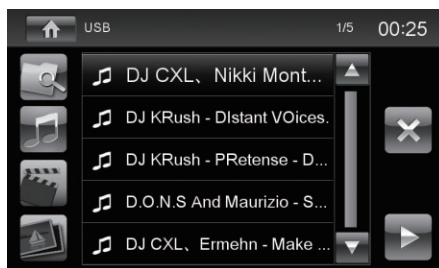 USB
1/5
00:25
DJ CXL、Nikki Mont...
DJ KRush - DIstant VOices.
DJ KRush - PRetense - D...
D.O.N.S And Maurizio - S...
DJ CXL、Ermehn - Make ...